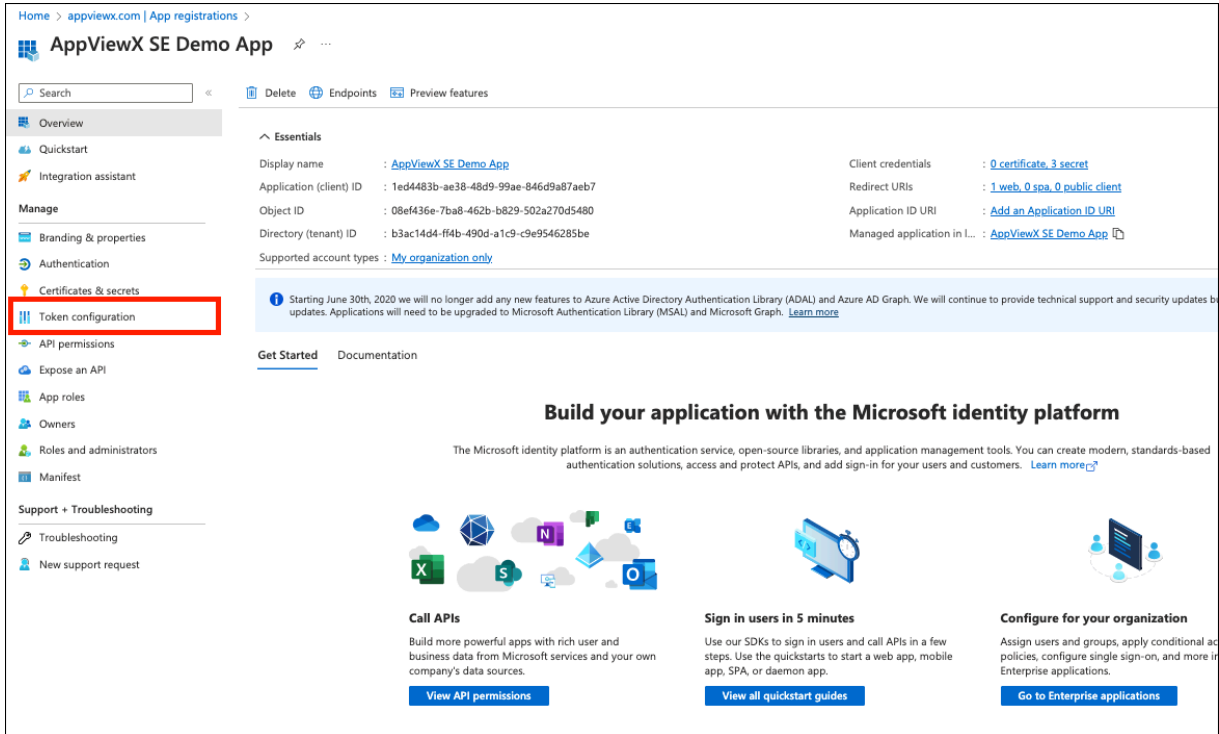 Home > appviewx.com | App registrations >
AppViewX SE Demo App
Search
Delete Endpoints Preview features
Overview
Quickstart
Integration assistant
Manage
Branding & properties
Authentication
Certificates & secrets
Token configuration
API permissions
Expose an API
App roles
Owners
Roles and administrators
Manifest
Support + Troubleshooting
Troubleshooting
New support request
Essentials
Display name : AppViewX SE Demo App
Application (client) ID : 1ed4483b-ae38-48d9-99ae-846d9a87aeb7
Object ID : 08ef436e-7ba8-462b-b829-502a270d5480
Directory (tenant) ID : b3ac14d4-ff4b-490d-a1c9-c9e9546285be
Supported account types : My organization only
Client credentials : 0 certificate, 3 secret
Redirect URIs : 1 web, 0 spa, 0 public client
Application ID URI : Add an Application ID URI
Managed application in l... : AppViewX SE Demo App
Starting June 30th, 2020 we will no longer add any new features to Azure Active Directory Authentication Library (ADAL) and Azure AD Graph. We will continue to provide technical support and security updates
updates. Applications will need to be upgraded to Microsoft Authentication Library (MSAL) and Microsoft Graph. Learn more
Get Started Documentation
Build your application with the Microsoft identity platform
The Microsoft identity platform is an authentication service, open-source libraries, and application management tools. You can create modern, standards-based
authentication solutions, access and protect APIs, and add sign-in for your users and customers. Learn more
N
E
X
S
O
Call APIs
Build more powerful apps with rich user and
business data from Microsoft services and your own
company's data sources.
View API permissions
Sign in users in 5 minutes
Use our SDKs to sign in users and call APIs in a few
steps. Use the quickstarts to start a web app, mobile
app, SPA, or daemon app.
View all quickstart guides
Configure for your organization
Assign users and groups, apply conditional ac
policies, configure single sign-on, and more in
Enterprise applications.
Go to Enterprise applications